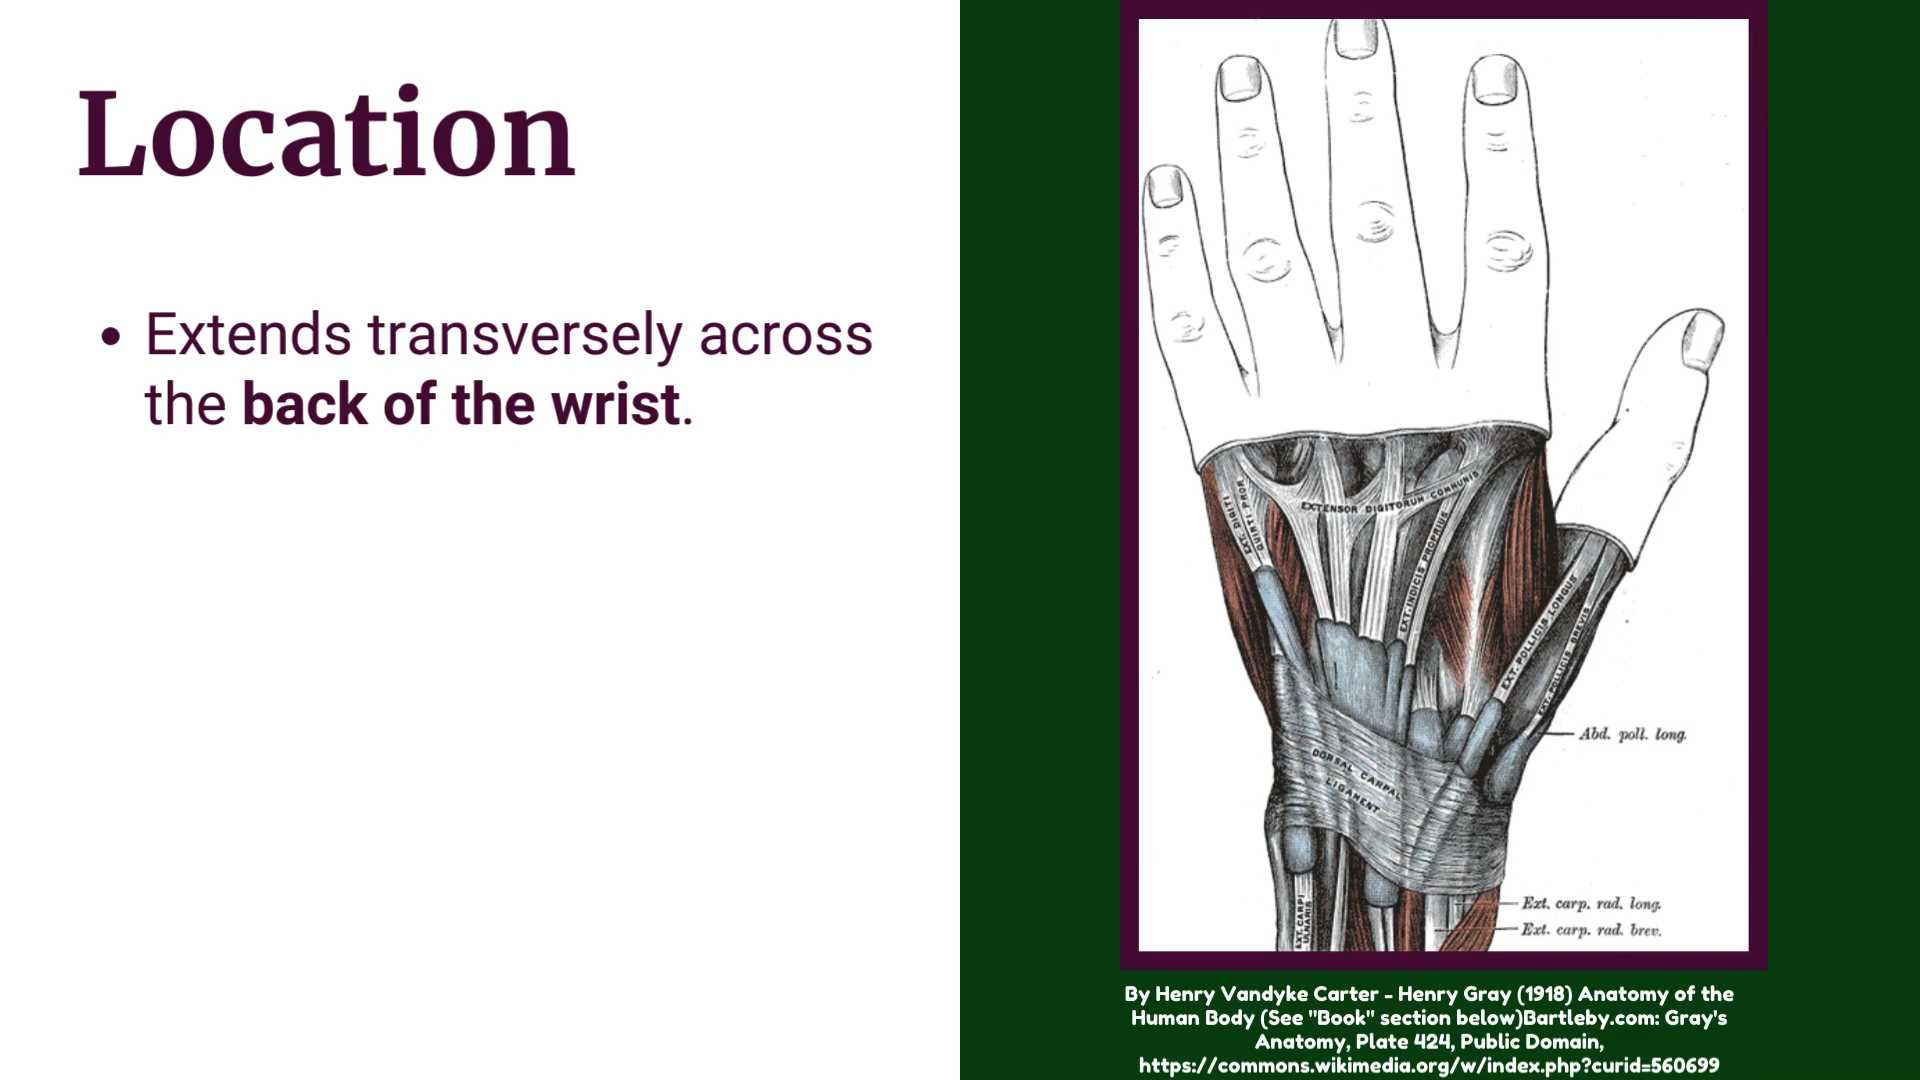 Location
• Extends transversely across
the back of the wrist.
EXT. DIGITI
QUINTI PROP.
EXTENSOR DIGITORUM COMMUNIS
EXT. INDICIS PROPRIUS
EXT. POLLICIS LONGUS
EXT. POLLICIS BREVIS
Abd. poll. long.
DORSAL CARPAL
LIGAMENT
EXT. CARPI
ULNARIS
Ext. carp. rad. long.
Ext. carp. rad. brev.
By Henry Vandyke Carter - Henry Gray (1918) Anatomy of the
Human Body (See "Book" section below)Bartleby.com: Gray's
Anatomy, Plate 424, Public Domain,
https://commons.wikimedia.org/w/index.php?curid=560699